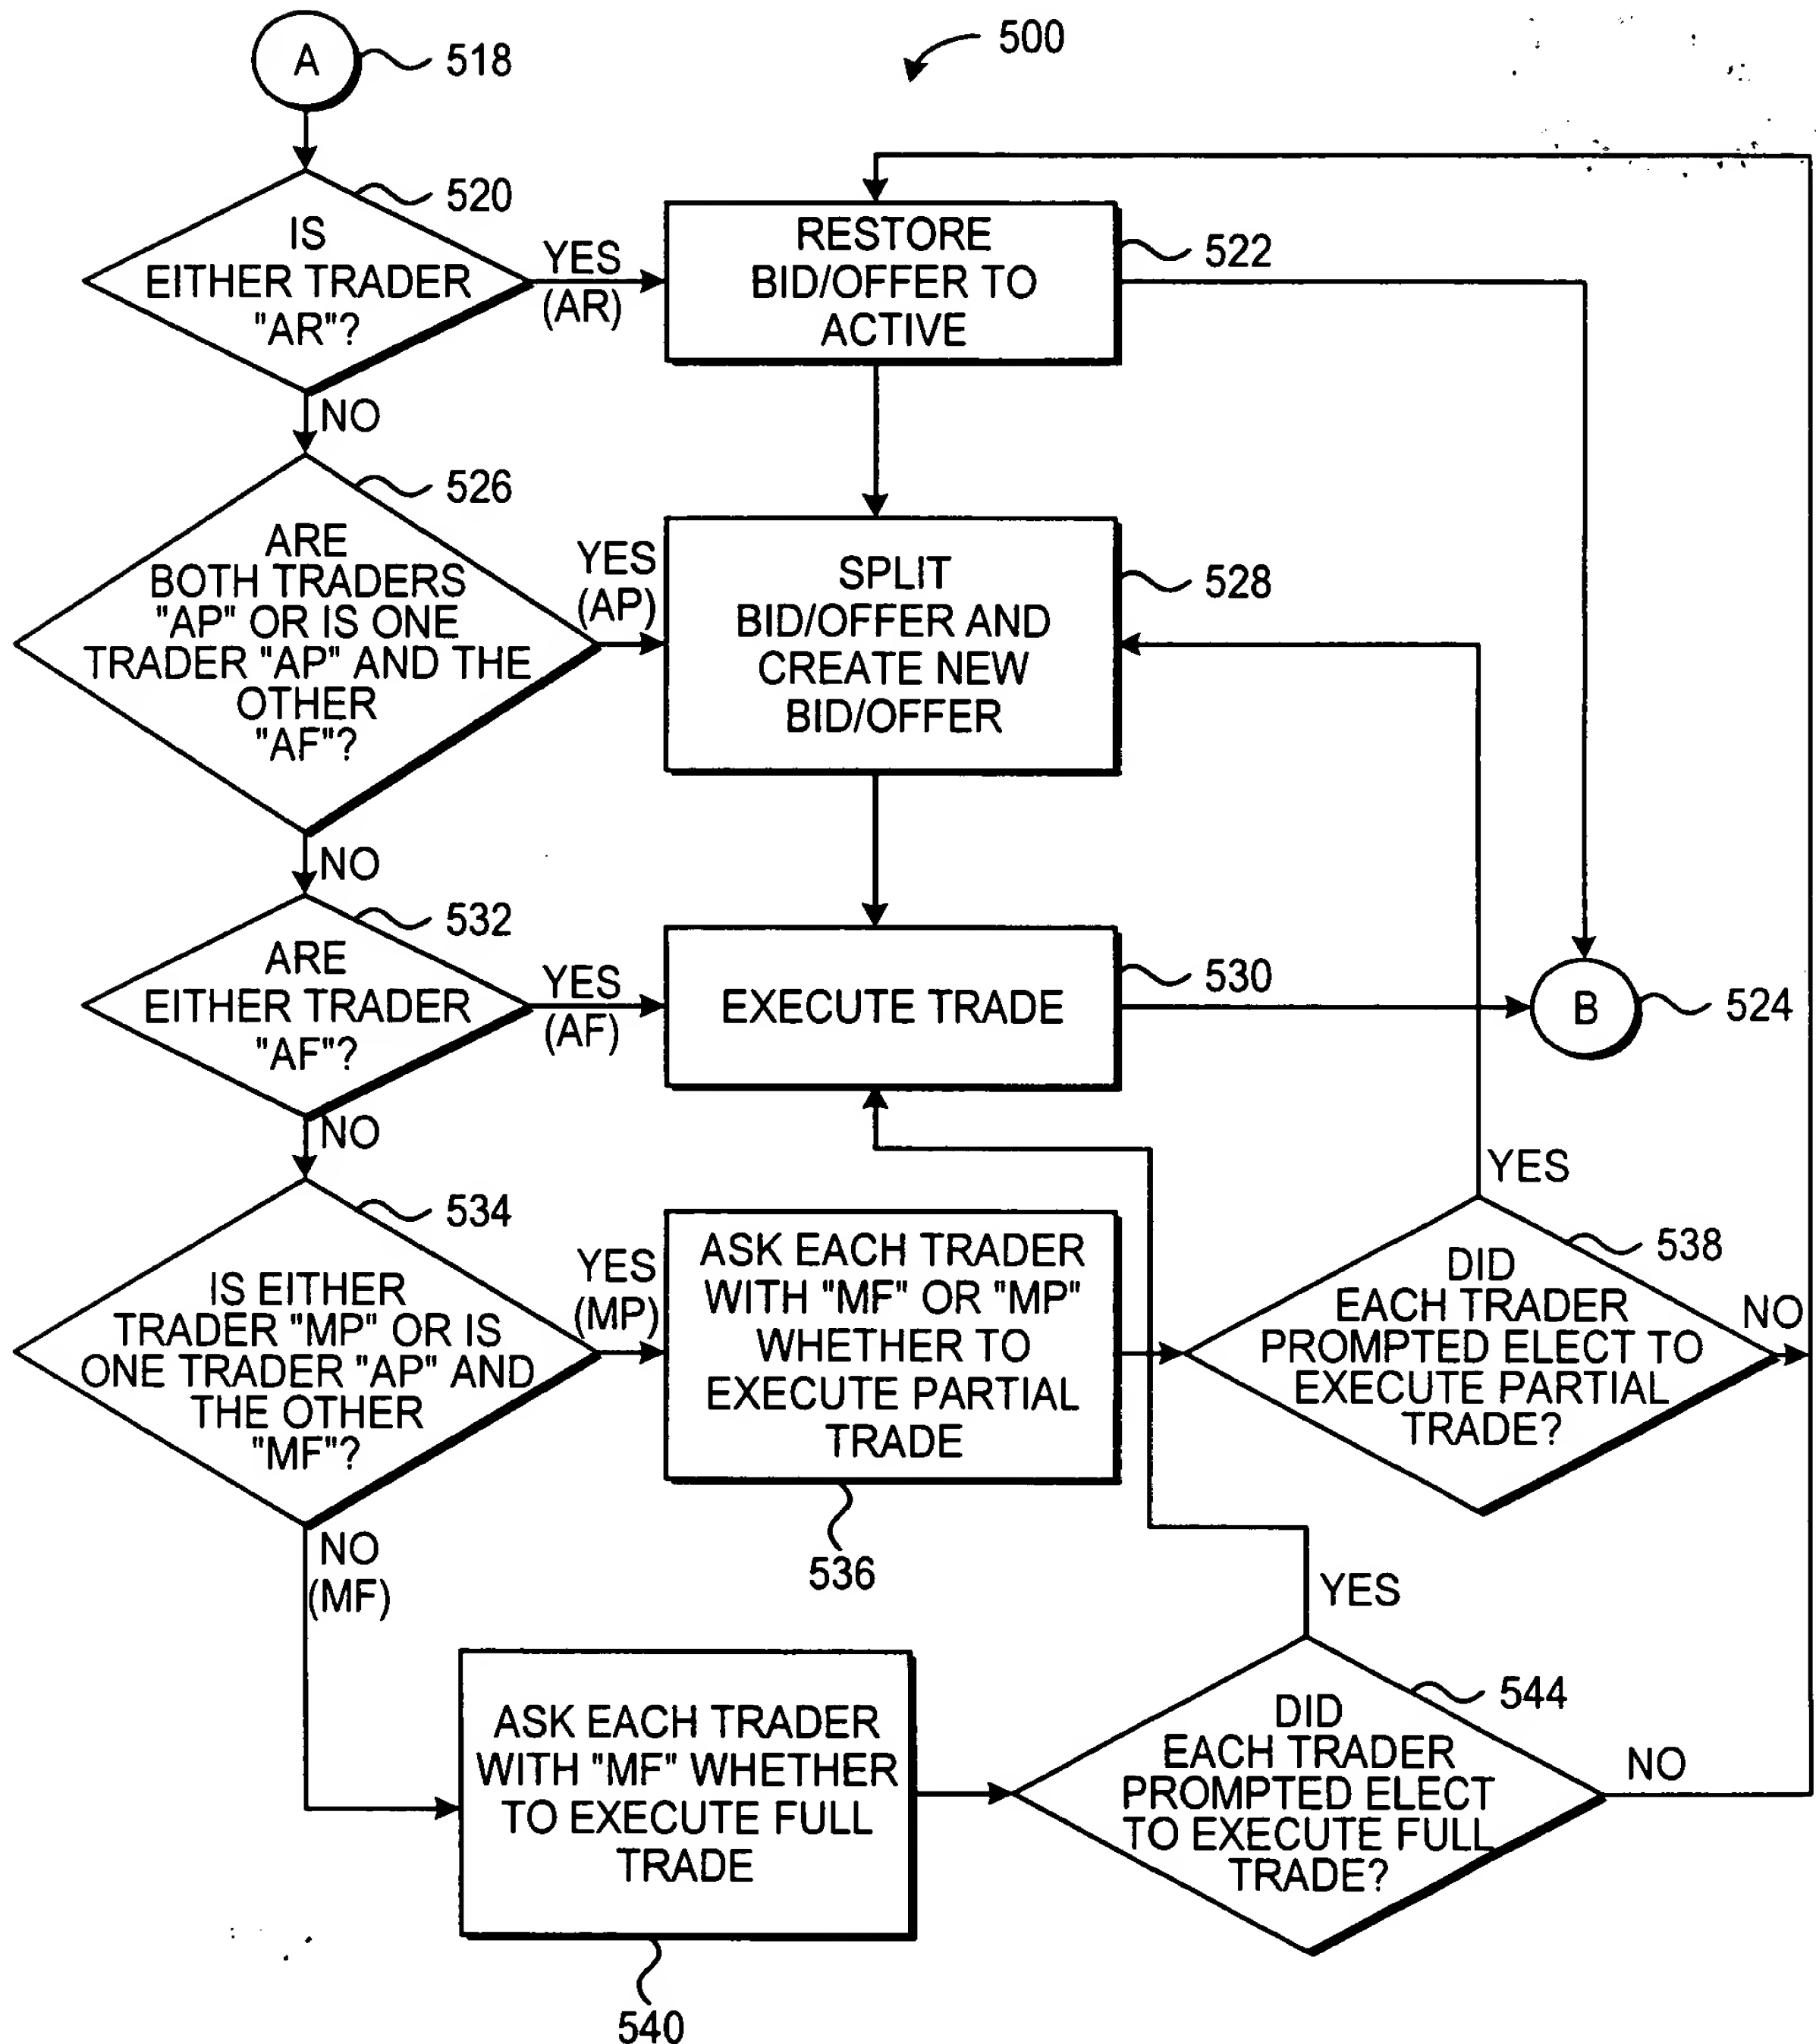 A
518
500
520
IS
EITHER TRADER
"AR"?
YES
(AR)
RESTORE
BID/OFFER TO
ACTIVE
522
NO
526
ARE
BOTH TRADERS
"AP" OR IS ONE
TRADER "AP" AND THE
OTHER
"AF"?
YES
(AP)
SPLIT
BID/OFFER AND
CREATE NEW
BID/OFFER
528
NO
532
ARE
EITHER TRADER
"AF"?
YES
(AF)
EXECUTE TRADE
530
B
524
NO
534
IS EITHER
TRADER "MP" OR IS
ONE TRADER "AP" AND
THE OTHER
"MF"?
YES
(MP)
ASK EACH TRADER
WITH "MF" OR "MP"
WHETHER TO
EXECUTE PARTIAL
TRADE
536
YES
538
DID
EACH TRADER
PROMPTED ELECT TO
EXECUTE PARTIAL
TRADE?
NO
NO
(MF)
ASK EACH TRADER
WITH "MF" WHETHER
TO EXECUTE FULL
TRADE
540
YES
544
DID
EACH TRADER
PROMPTED ELECT
TO EXECUTE FULL
TRADE?
NO